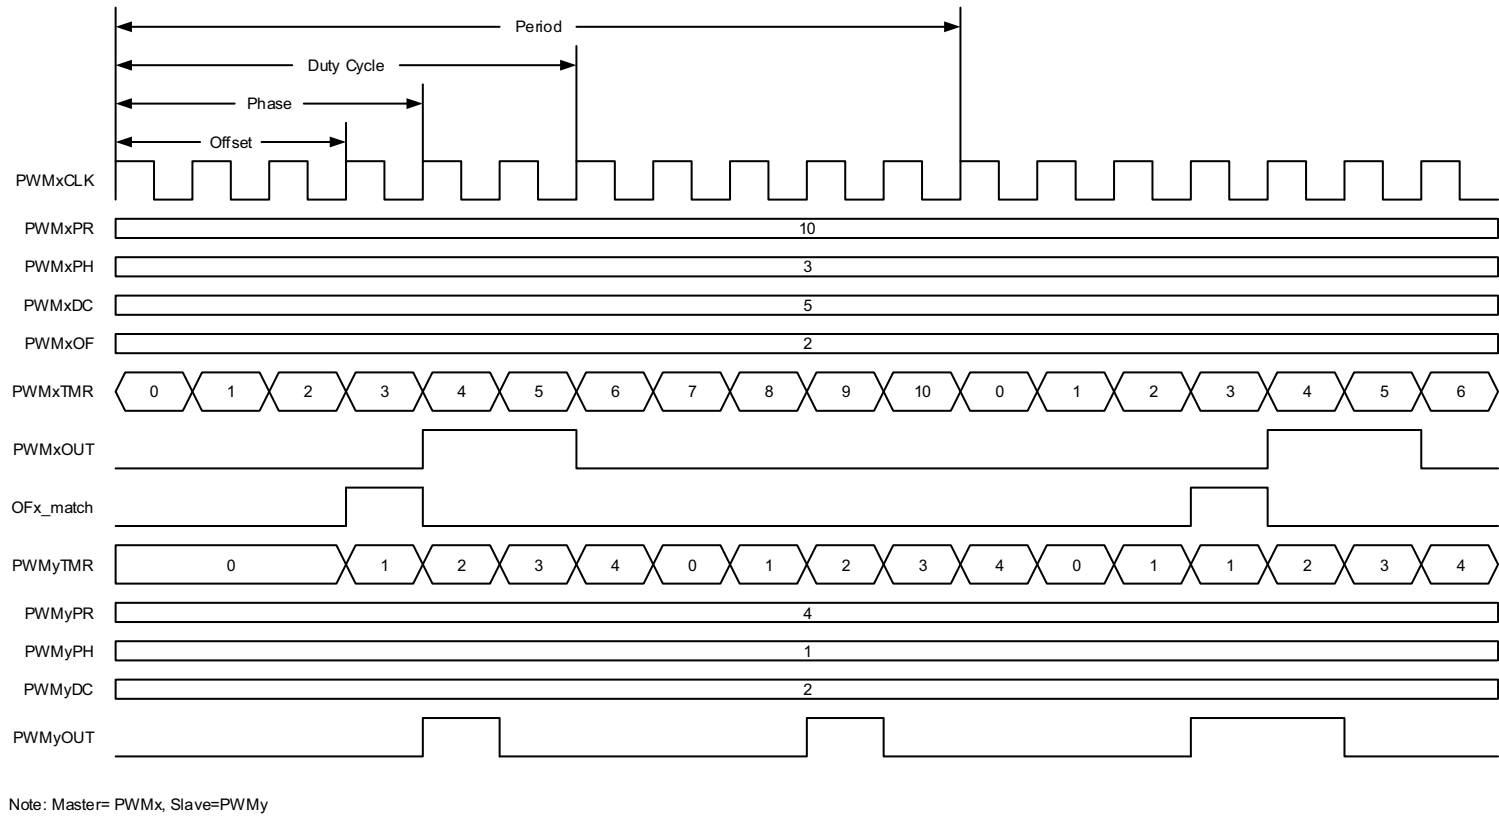 Period
Duty Cycle
Phase
Offset
PWMxCLK
PWMxPR 10
PWMxPH 3
PWMxDC 5
PWMxOF 2
PWMxTMR 0 1 2 3 4 5 6 7 8 9 10 0 1 2 3 4 5 6
PWMxOUT
OFx_match
PWMyTMR 0 1 2 3 4 0 1 2 3 4 0 1 1 2 3 4
PWMyPR 4
PWMyPH 1
PWMyDC 2
PWMyOUT
Note: Master= PWMx, Slave=PWMy